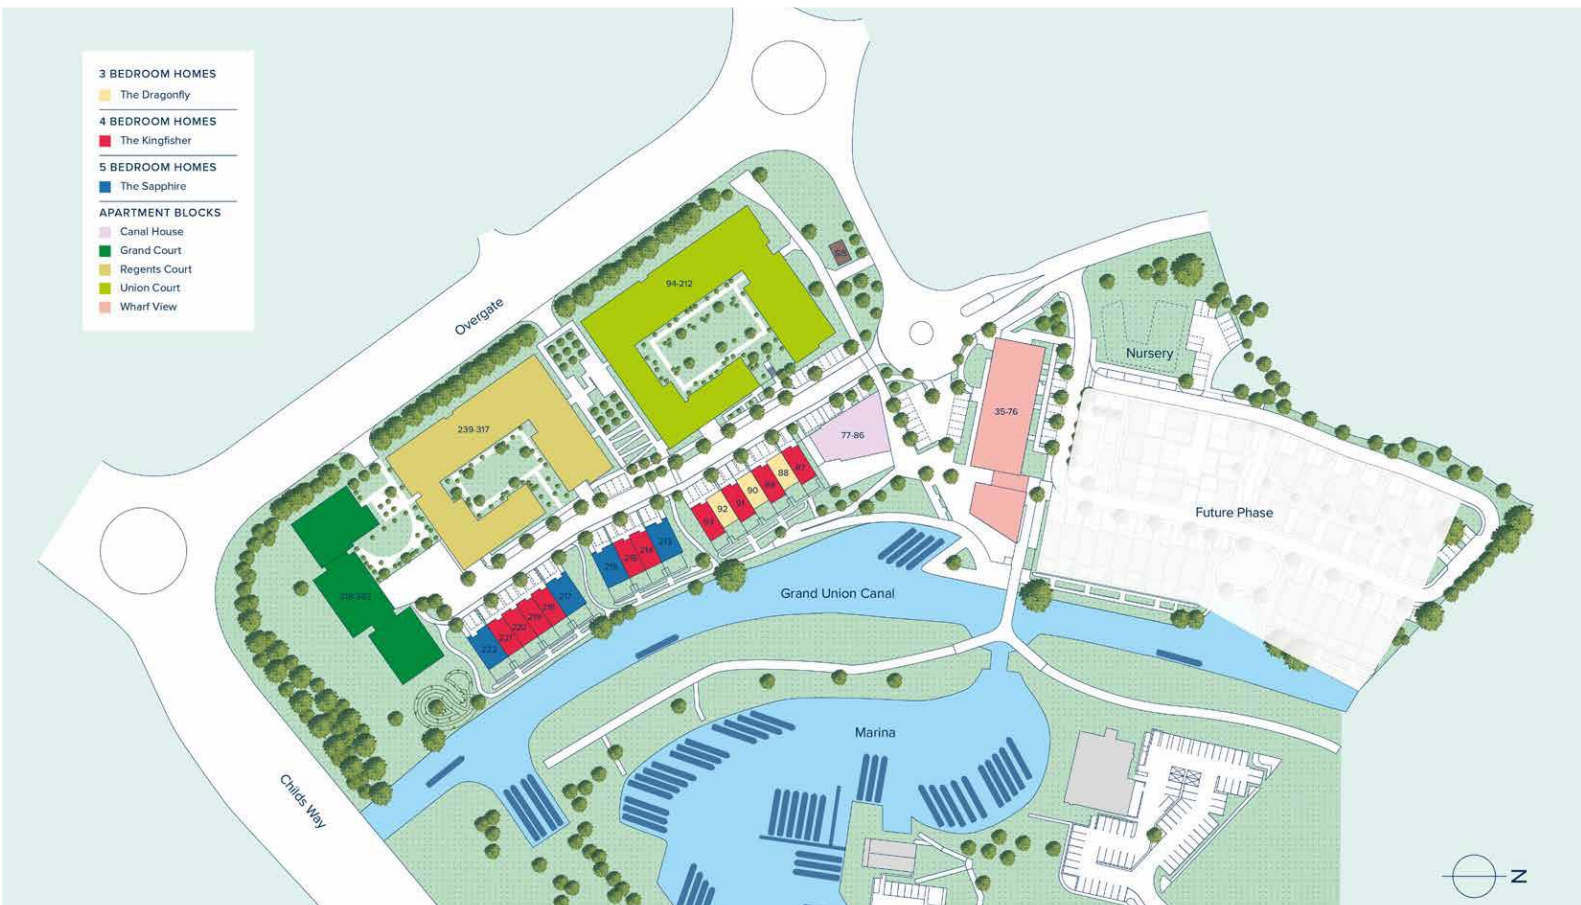 3 BEDROOM HOMES
The Dragonfly
4 BEDROOM HOMES
The Kingfisher
5 BEDROOM HOMES
The Sapphire
APARTMENT BLOCKS
Canal House
Grand Court
Regents Court
Union Court
Wharf View
Overgate
94-212
Nursery
35-76
239-317
77-86
87
88
89
90
91
92
93
Future Phase
213
214
215
216
Grand Union Canal
217
218
219
220
221
222
Marina
Childs Way
N